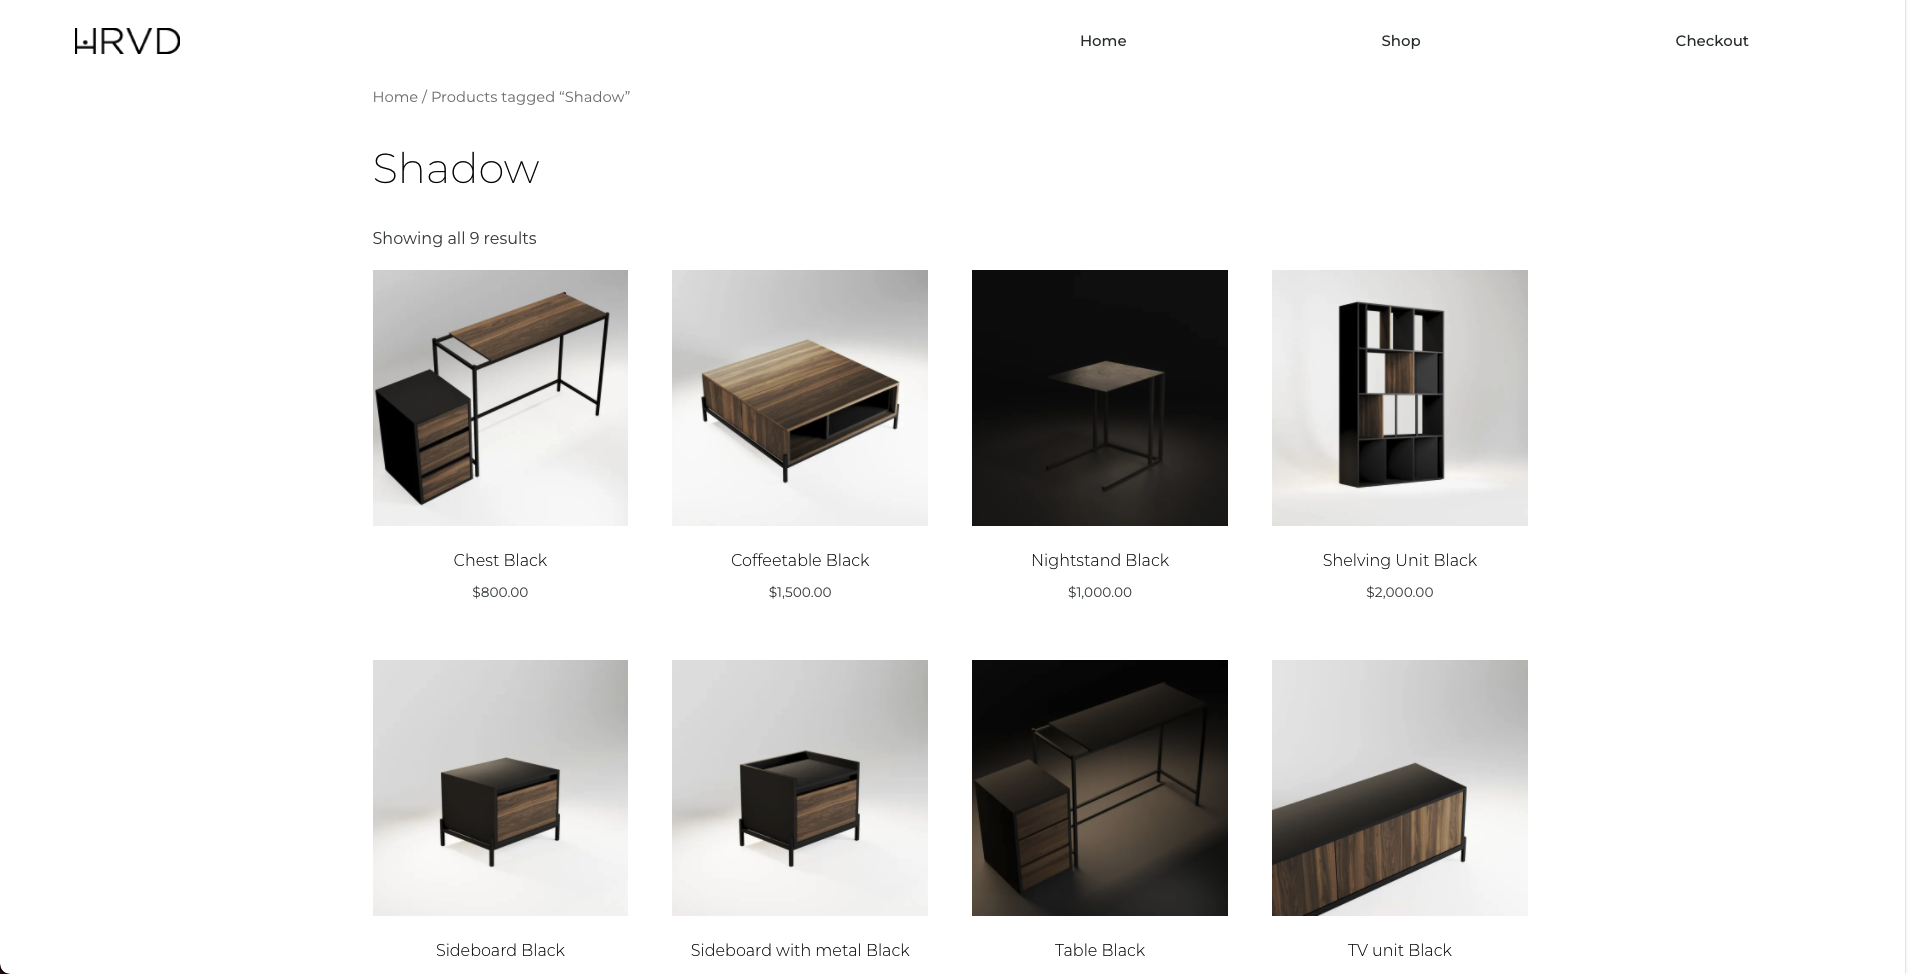 HRVD
Home
Shop
Checkout
Home / Products tagged “Shadow”
Shadow
Showing all 9 results
Chest Black
Coffeetable Black
Nightstand Black
Shelving Unit Black
$800.00
$1,500.00
$1,000.00
$2,000.00
Sideboard Black
Sideboard with metal Black
Table Black
TV unit Black